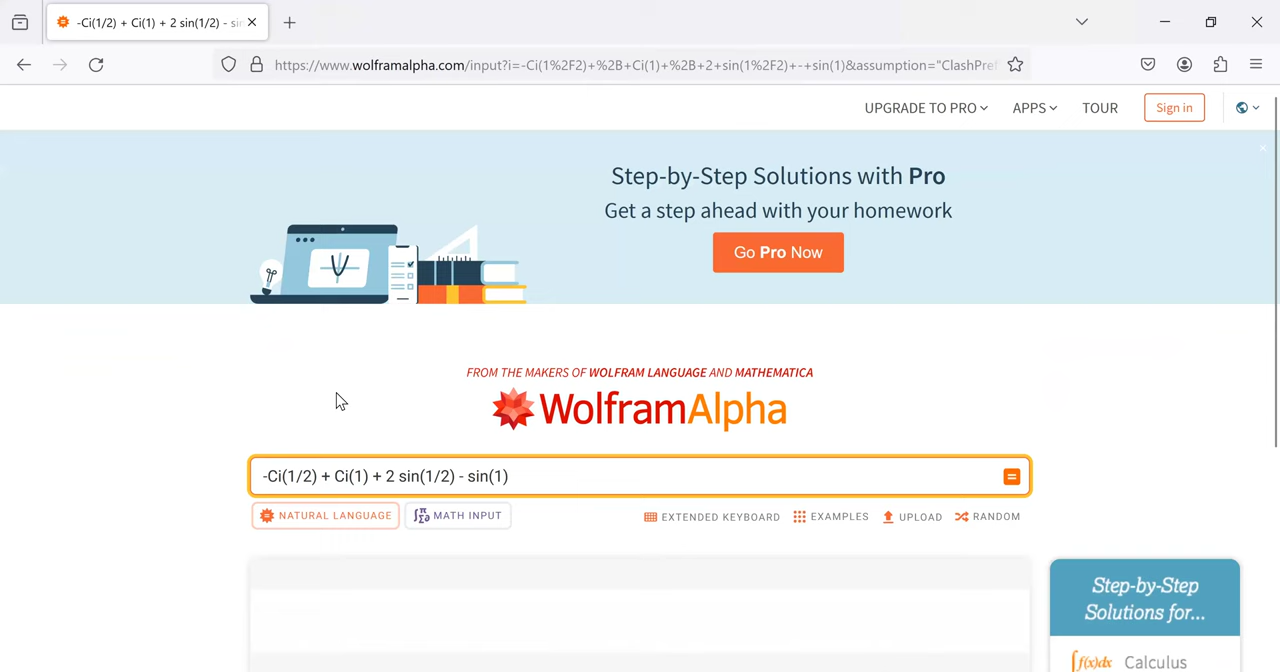 -Ci(1/2) + Ci(1) + 2 sin(1/2) - sin
https://www.wolframalpha.com/input?i=-Ci(1%2F2)+%2B+Ci(1)+%2B+2+sin(1%2F2)+-+sin(1)&assumption="ClashPref
UPGRADE TO PRO
APPS
TOUR
Sign in
Step-by-Step Solutions with Pro
Get a step ahead with your homework
Go Pro Now
FROM THE MAKERS OF WOLFRAM LANGUAGE AND MATHEMATICA
WolframAlpha
-Ci(1/2) + Ci(1) + 2 sin(1/2) - sin(1)
NATURAL LANGUAGE
MATH INPUT
EXTENDED KEYBOARD
EXAMPLES
UPLOAD
RANDOM
Step-by-Step
Solutions for...
∫f(x)dx Calculus